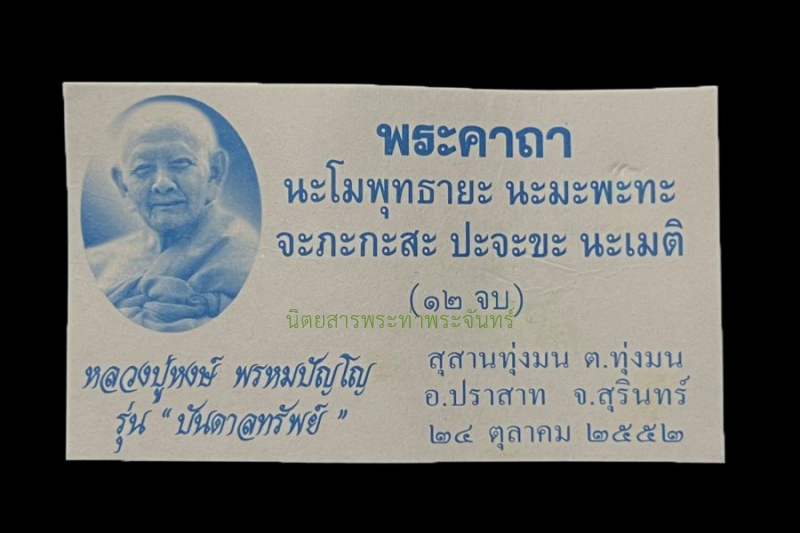 พระคาถา
นะโมพุทธายะ นะมะพะทะ
จะภะกะสะ ปะจะขะ นะเมติ
(๑๒ จบ)
นิตยสารพระท่าพระจันทร์
หลวงปู่หงษ์ พรหมปัญโญ
รุ่น "บันดาลทรัพย์"
สุสานทุ่งมน ต.ทุ่งมน
อ.ปราสาท จ.สุรินทร์
๒๔ ตุลาคม ๒๕๕๒